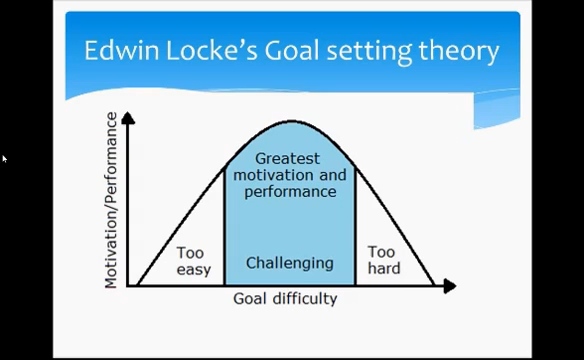 Edwin Locke’s Goal setting theory
Motivation/Performance
Greatest
motivation and
performance
Too
easy
Challenging
Too
hard
Goal difficulty